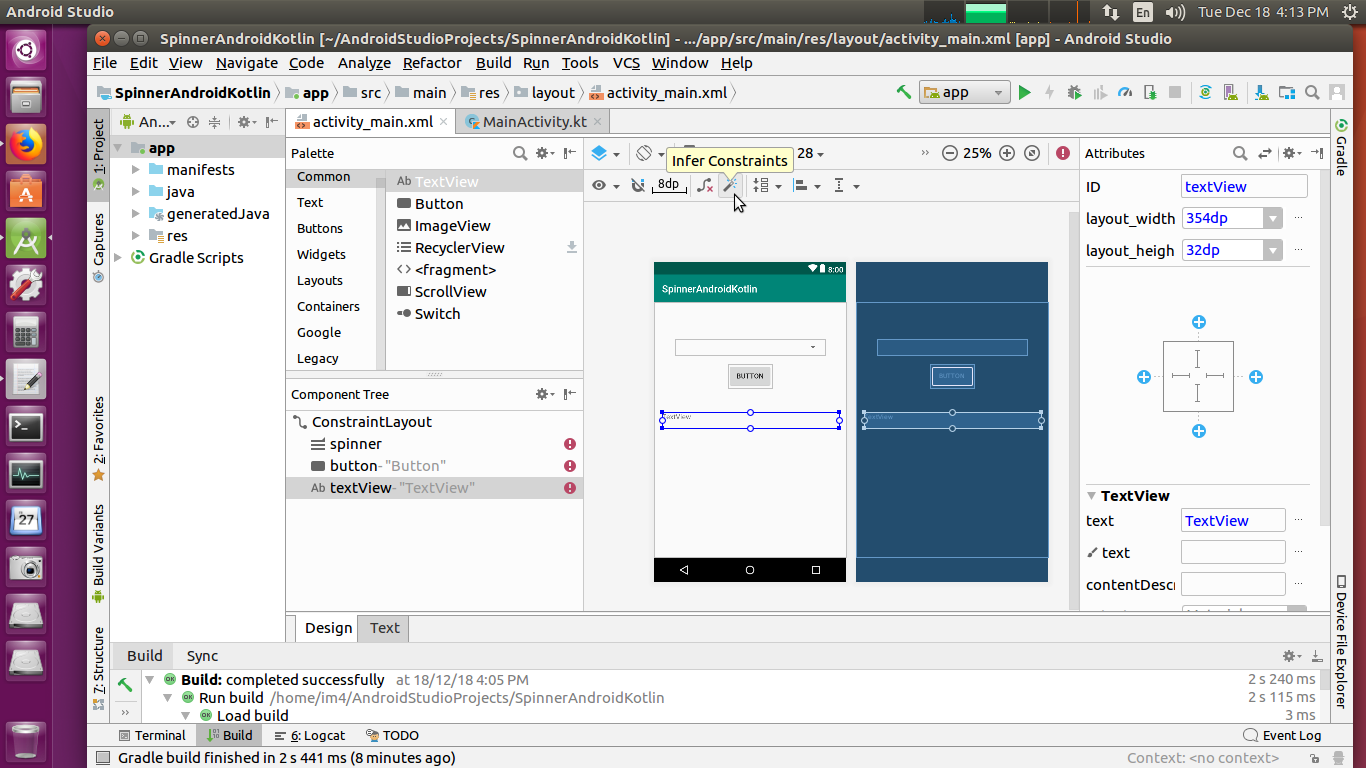 Android Studio
En
Tue Dec 18 4:13 PM
SpinnerAndroidKotlin [~/AndroidStudioProjects/SpinnerAndroidKotlin] - .../app/src/main/res/layout/activity_main.xml [app] - Android Studio
File Edit View Navigate Code Analyze Refactor Build Run Tools VCS Window Help
SpinnerAndroidKotlin app src main res layout activity_main.xml
app
An...
activity_main.xml
MainActivity.kt
1: Project
Captures
2: Favorites
Build Variants
7: Structure
app
manifests
java
generatedJava
res
Gradle Scripts
Palette
Common
Text
Buttons
Widgets
Layouts
Containers
Google
Legacy
Ab TextView
Button
ImageView
RecyclerView
<fragment>
ScrollView
Switch
Component Tree
ConstraintLayout
spinner
button- "Button"
Ab textView- "TextView"
28
25%
Infer Constraints
8dp
8:00
SpinnerAndroidKotlin
BUTTON
TextView
BUTTON
TextView
Attributes
ID textView
layout_width 354dp
layout_heigh 32dp
TextView
text TextView
text
contentDescri
Gradle
Device File Explorer
Design Text
Build Sync
27
Build: completed successfully at 18/12/18 4:05 PM 2 s 240 ms
Run build /home/im4/AndroidStudioProjects/SpinnerAndroidKotlin 2 s 115 ms
Load build 3 ms
Terminal Build 6: Logcat TODO Event Log
Gradle build finished in 2 s 441 ms (8 minutes ago) Context: <no context>